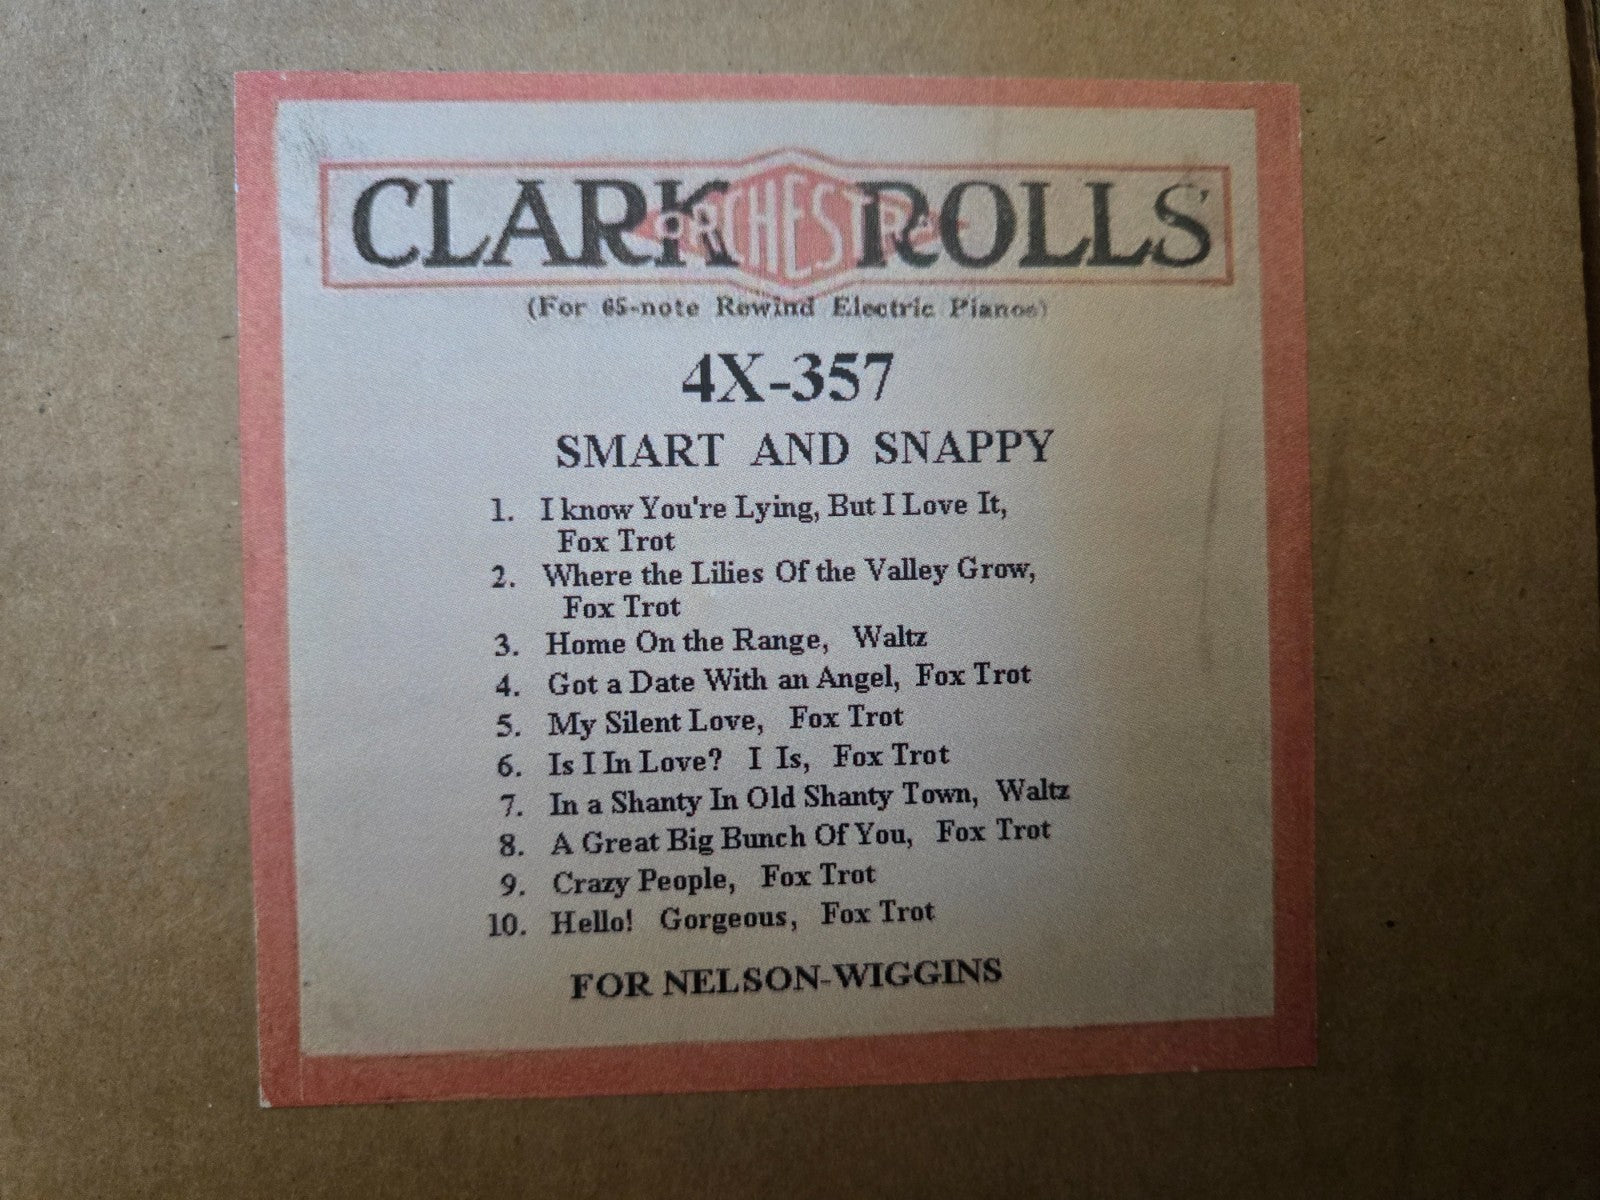 CLARK ORCHESTRA ROLLS
(For 65-note Rewind Electric Pianos)
4X-357
SMART AND SNAPPY
1. I know You're Lying, But I Love It,
Fox Trot
2. Where the Lilies Of the Valley Grow,
Fox Trot
3. Home On the Range, Waltz
4. Got a Date With an Angel, Fox Trot
5. My Silent Love, Fox Trot
6. Is I In Love? I Is, Fox Trot
7. In a Shanty In Old Shanty Town, Waltz
8. A Great Big Bunch Of You, Fox Trot
9. Crazy People, Fox Trot
10. Hello! Gorgeous, Fox Trot
FOR NELSON-WIGGINS